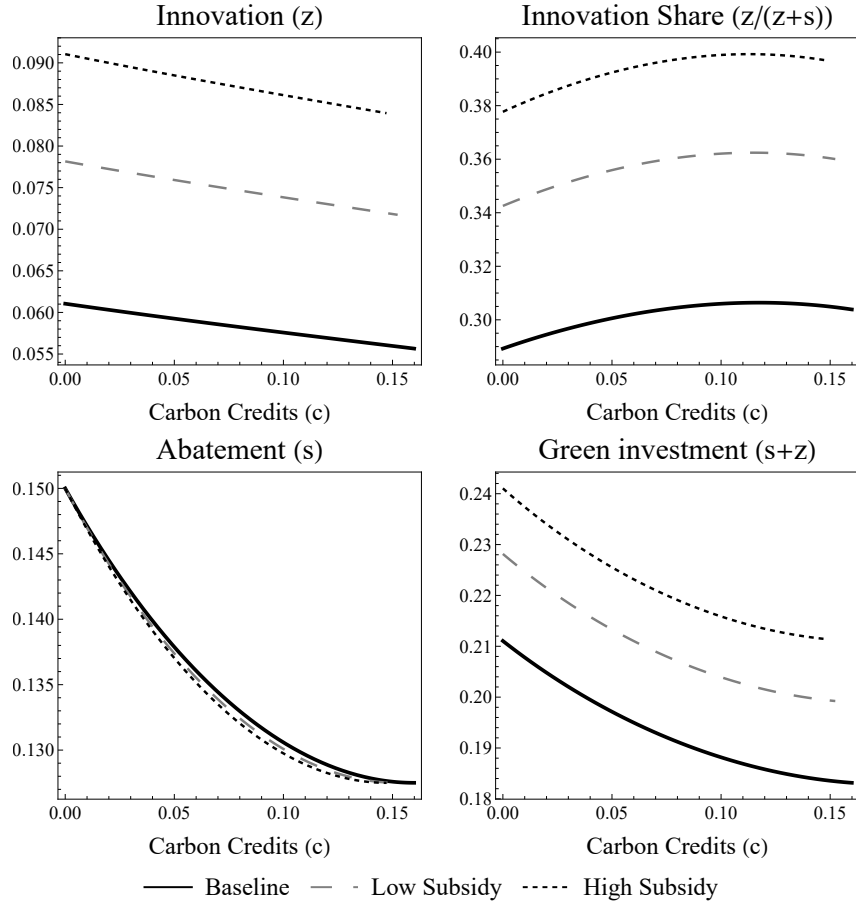 Innovation (z)
0.090
0.085
0.080
0.075
0.070
0.065
0.060
0.055
0.00 0.05 0.10 0.15
Carbon Credits (c)
Innovation Share (z/(z+s))
0.40
0.38
0.36
0.34
0.32
0.30
0.00 0.05 0.10 0.15
Carbon Credits (c)
Abatement (s)
0.150
0.145
0.140
0.135
0.130
0.00 0.05 0.10 0.15
Carbon Credits (c)
Green investment (s+z)
0.24
0.23
0.22
0.21
0.20
0.19
0.18
0.00 0.05 0.10 0.15
Carbon Credits (c)
Baseline Low Subsidy High Subsidy